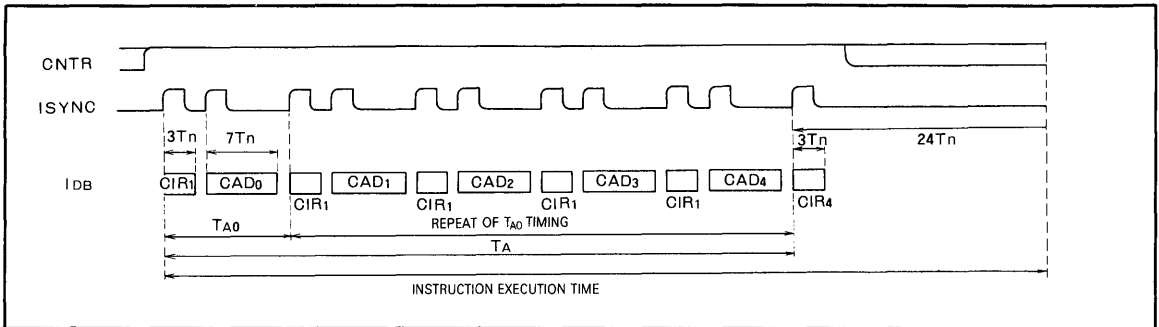 CNTR
ISYNC
3Tn 7Tn 3Tn 24Tn
IDB CIR1 CAD0 CAD1 CAD2 CAD3 CAD4
CIR1 CIR1 CIR1 CIR1 CIR4
TA0 REPEAT OF TA0 TIMING
TA
INSTRUCTION EXECUTION TIME